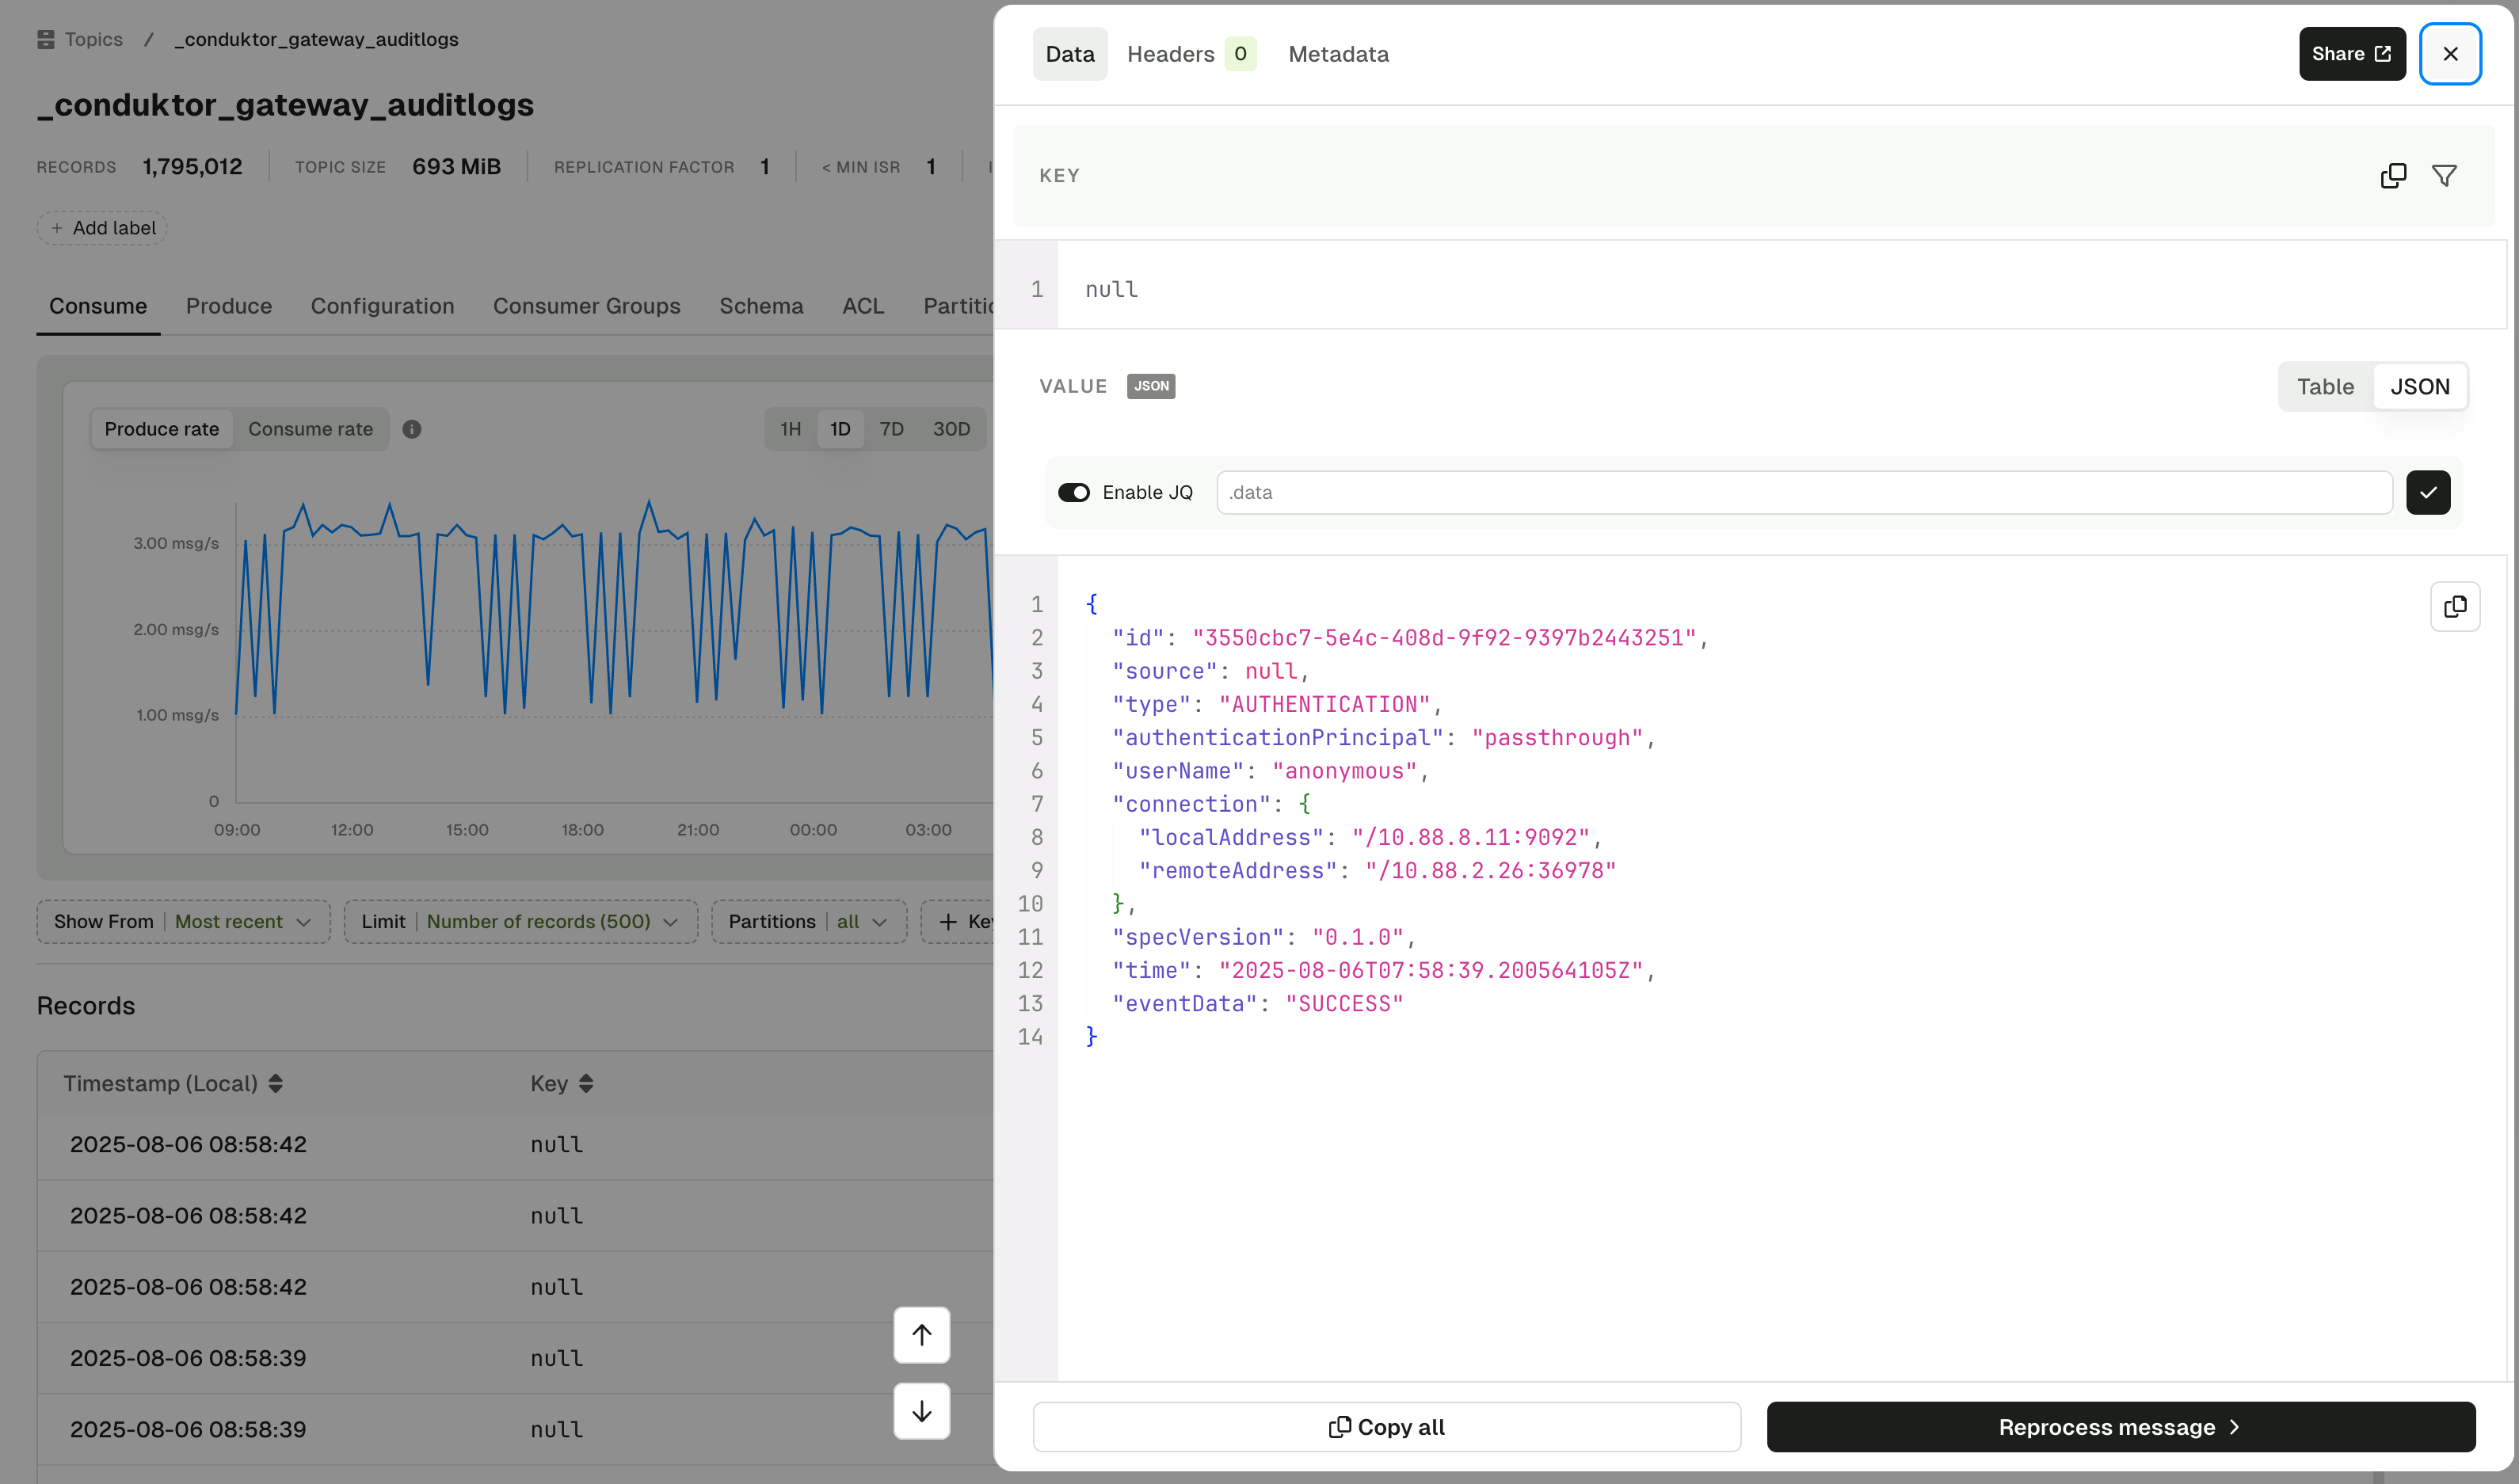 Topics / _conduktor_gateway_auditlogs
_conduktor_gateway_auditlogs
RECORDS 1,795,012 TOPIC SIZE 693 MiB REPLICATION FACTOR 1 < MIN ISR 1
+ Add label
Consume Produce Configuration Consumer Groups Schema ACL
Produce rate Consume rate 1H 1D 7D 30D
3.00 msg/s
2.00 msg/s
1.00 msg/s
0
09:00 12:00 15:00 18:00 21:00 00:00 03:00
Show From Most recent Limit Number of records (500) Partitions all + Key
Records
Timestamp (Local) Key
2025-08-06 08:58:42 null
2025-08-06 08:58:42 null
2025-08-06 08:58:42 null
2025-08-06 08:58:39 null
2025-08-06 08:58:39 null
Data Headers 0 Metadata Share
KEY
1 null
VALUE JSON Table JSON
Enable JQ .data
1 {
2 "id": "3550cbc7-5e4c-408d-9f92-9397b2443251",
3 "source": null,
4 "type": "AUTHENTICATION",
5 "authenticationPrincipal": "passthrough",
6 "userName": "anonymous",
7 "connection": {
8 "localAddress": "/10.88.8.11:9092",
9 "remoteAddress": "/10.88.2.26:36978"
10 },
11 "specVersion": "0.1.0",
12 "time": "2025-08-06T07:58:39.200564105Z",
13 "eventData": "SUCCESS"
14 }
Copy all Reprocess message